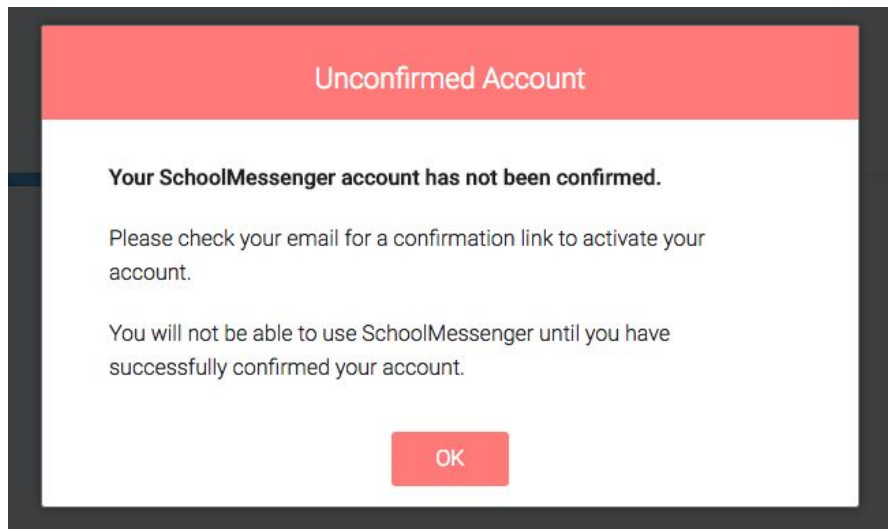 Unconfirmed Account
Your SchoolMessenger account has not been confirmed.
Please check your email for a confirmation link to activate your
account.
You will not be able to use SchoolMessenger until you have
successfully confirmed your account.
OK